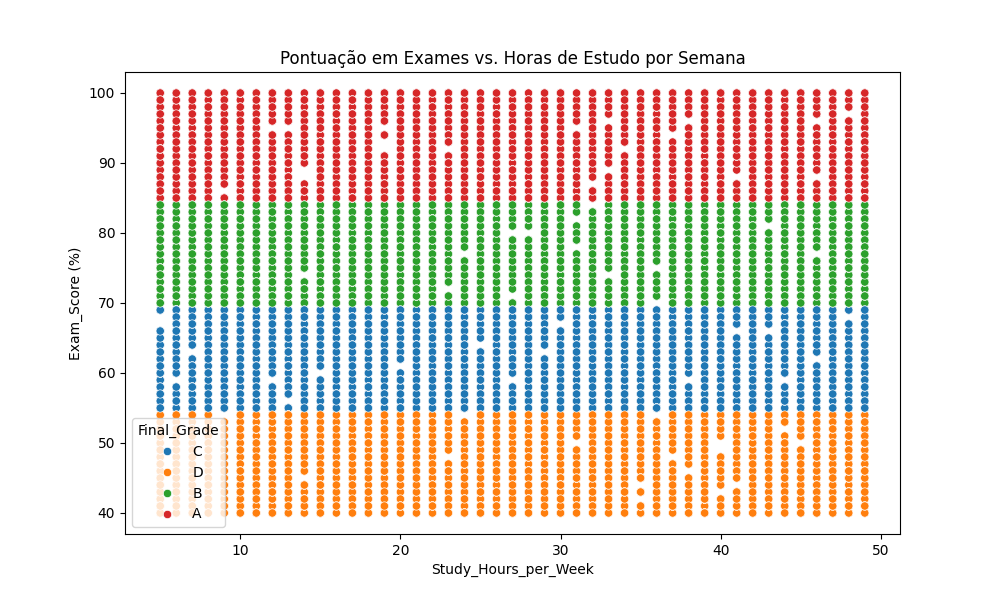 Pontuação em Exames vs. Horas de Estudo por Semana
Exam_Score (%)
100
90
80
70
60
50
40
Final_Grade
C
D
B
A
10
20
30
40
50
Study_Hours_per_Week